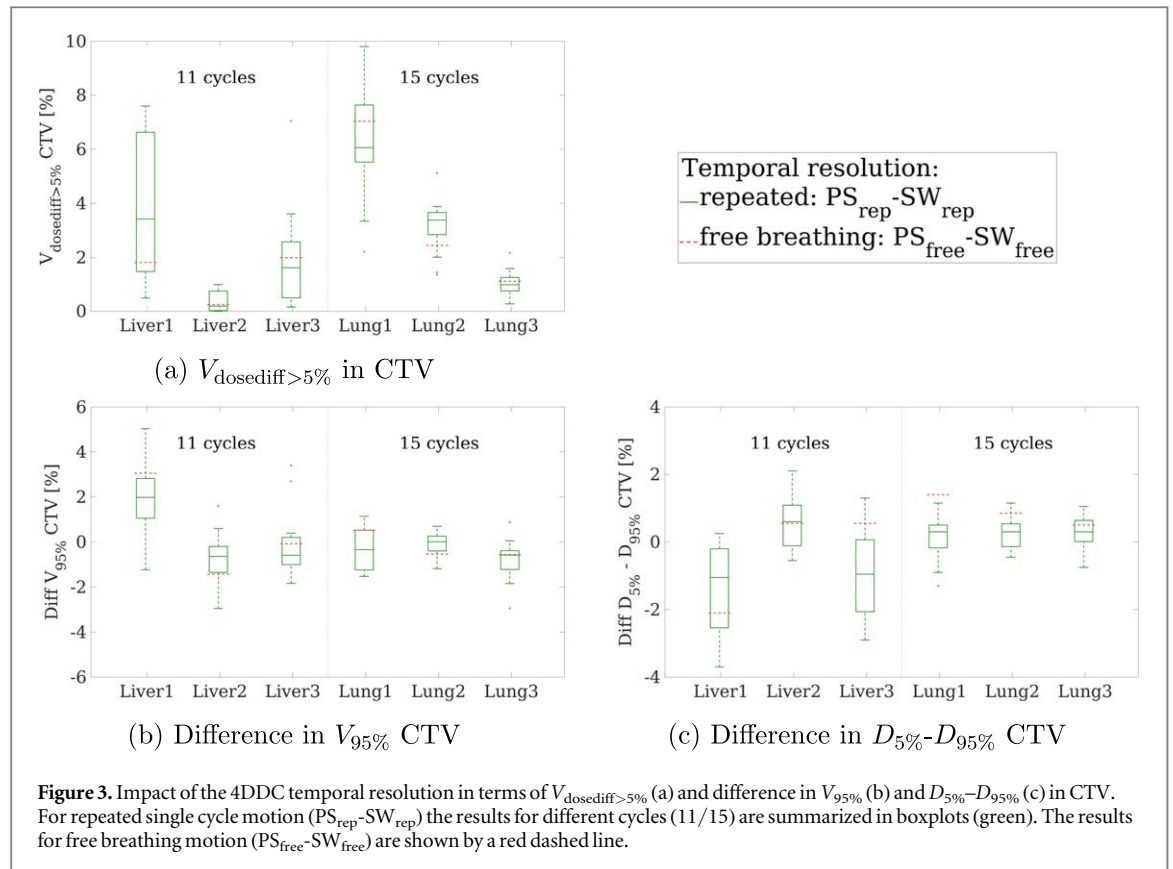 V_dosediff>5% CTV [%]
10
8
6
4
2
0
11 cycles
15 cycles
Liver1 Liver2 Liver3 Lung1 Lung2 Lung3
(a) V_dosediff>5% in CTV
Temporal resolution:
repeated: PS_rep-SW_rep
free breathing: PS_free-SW_free
Diff V_95% CTV [%]
6
4
2
0
-2
-4
-6
11 cycles
15 cycles
Liver1 Liver2 Liver3 Lung1 Lung2 Lung3
(b) Difference in V_95% CTV
Diff D_5% - D_95% CTV [%]
4
2
0
-2
-4
11 cycles
15 cycles
Liver1 Liver2 Liver3 Lung1 Lung2 Lung3
(c) Difference in D_5%-D_95% CTV
Figure 3. Impact of the 4DDC temporal resolution in terms of V_dosediff>5% (a) and difference in V_95% (b) and D_5%–D_95% (c) in CTV.
For repeated single cycle motion (PS_rep-SW_rep) the results for different cycles (11/15) are summarized in boxplots (green). The results
for free breathing motion (PS_free-SW_free) are shown by a red dashed line.